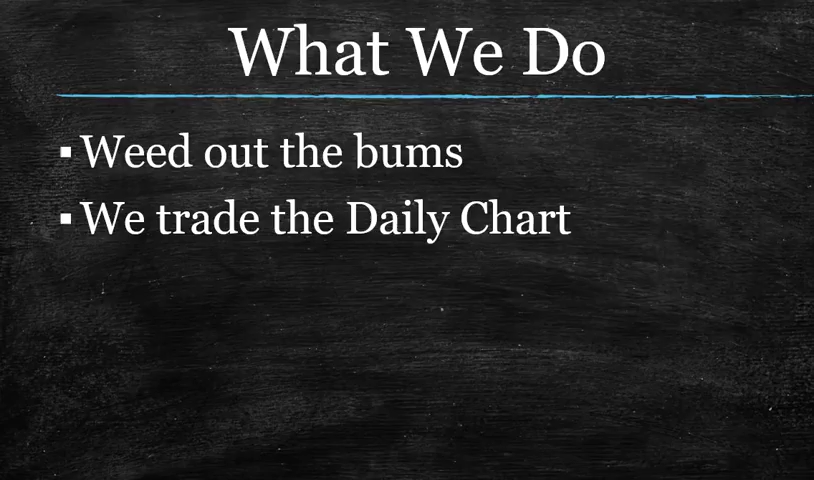 What We Do
▪ Weed out the bums
▪ We trade the Daily Chart